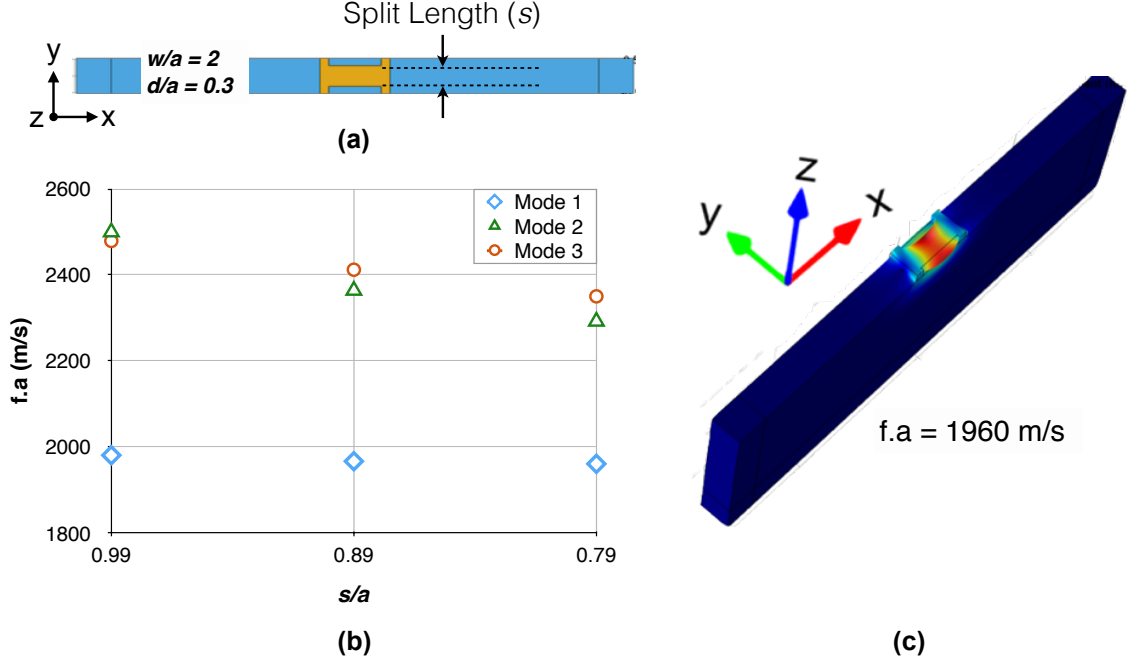 Split Length (s)
y
z
x
w/a = 2
d/a = 0.3
(a)
2600
2400
2200
2000
1800
f.a (m/s)
Mode 1
Mode 2
Mode 3
0.99
0.89
0.79
s/a
(b)
z
y
x
f.a = 1960 m/s
(c)